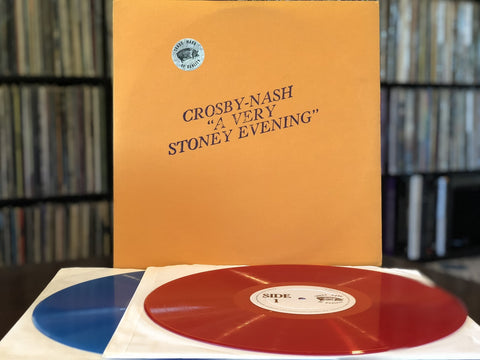 CROSBY-NASH
"A VERY
STONEY EVENING"
SIDE
1